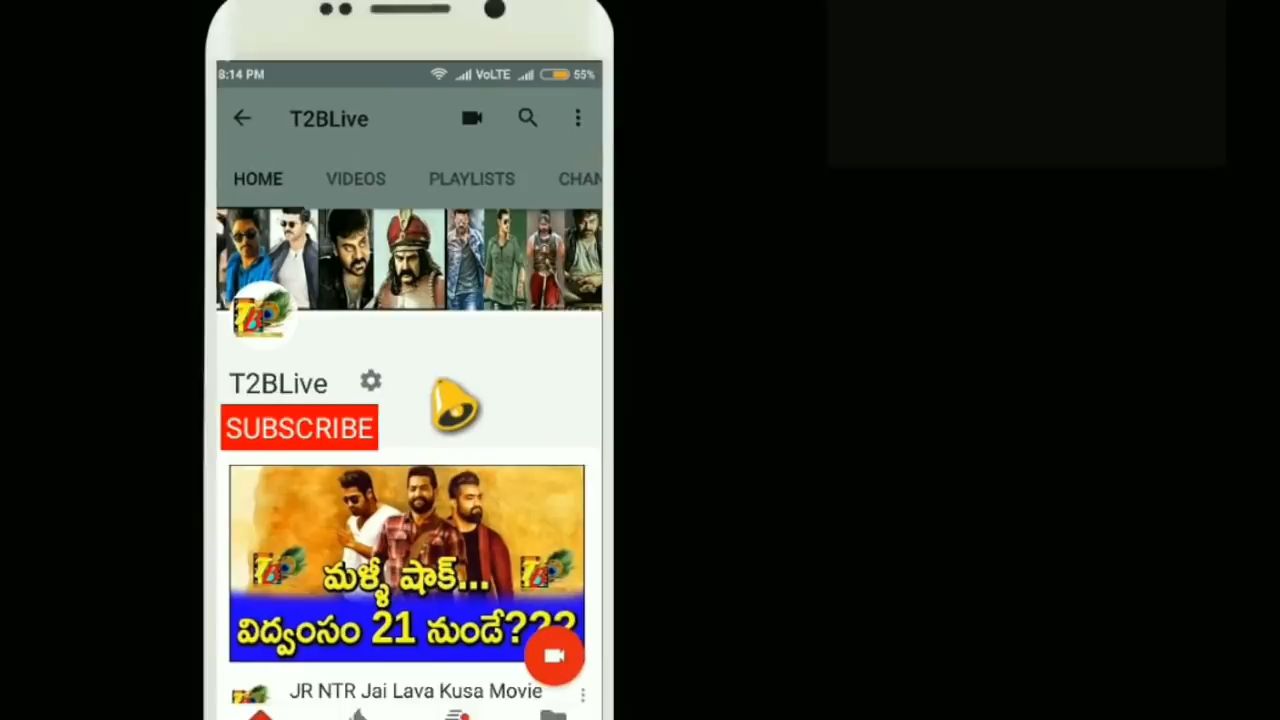 8:14 PM VoLTE 55%
T2BLive
HOME VIDEOS PLAYLISTS CHAN
T2BLive
SUBSCRIBE
మళ్ళీ షాక్...
విద్వంసం 21 నుండే???
JR NTR Jai Lava Kusa Movie